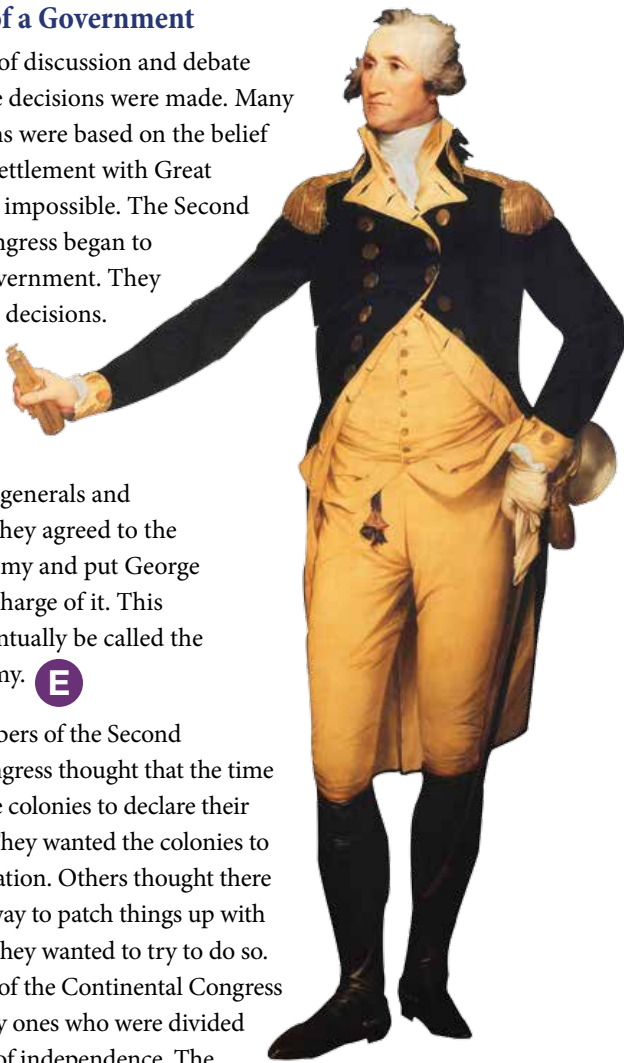 of a Government
of discussion and debate
e decisions were made. Many
ns were based on the belief
ettlement with Great
impossible. The Second
ngress began to
vernment. They
decisions.
generals and
hey agreed to the
my and put George
harge of it. This
ntually be called the
my. E
bers of the Second
ngress thought that the time
e colonies to declare their
hey wanted the colonies to
ation. Others thought there
way to patch things up with
hey wanted to try to do so.
of the Continental Congress
y ones who were divided
of independence. The